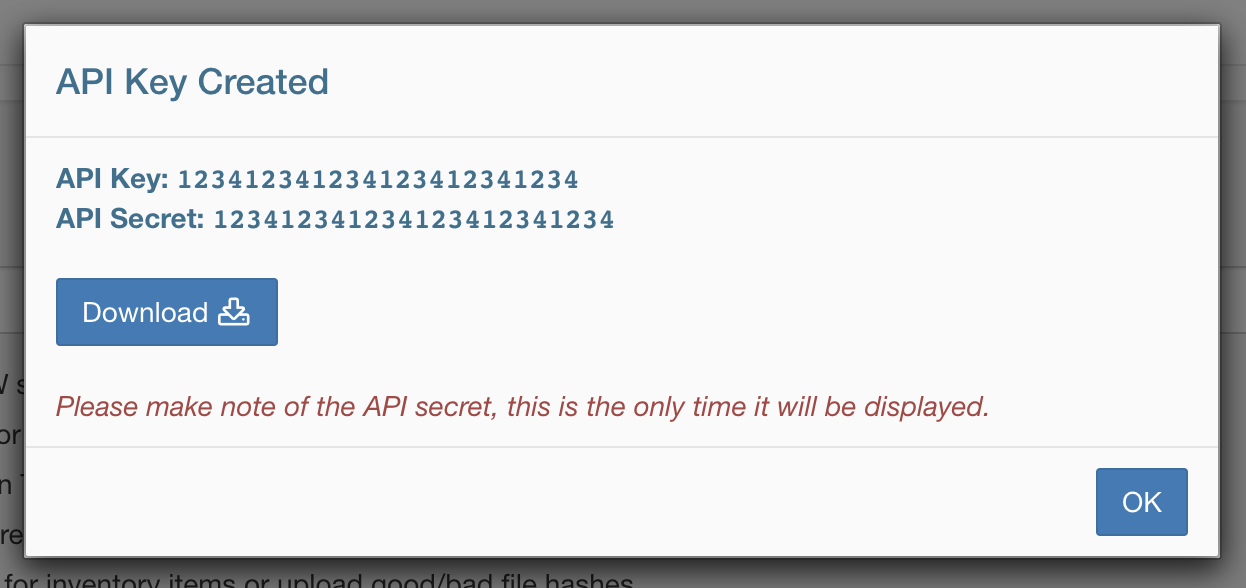 API Key Created
API Key: 123412341234123412341234
API Secret: 123412341234123412341234
Download
Please make note of the API secret, this is the only time it will be displayed.
OK
for inventory items or upload good/bad file hashes